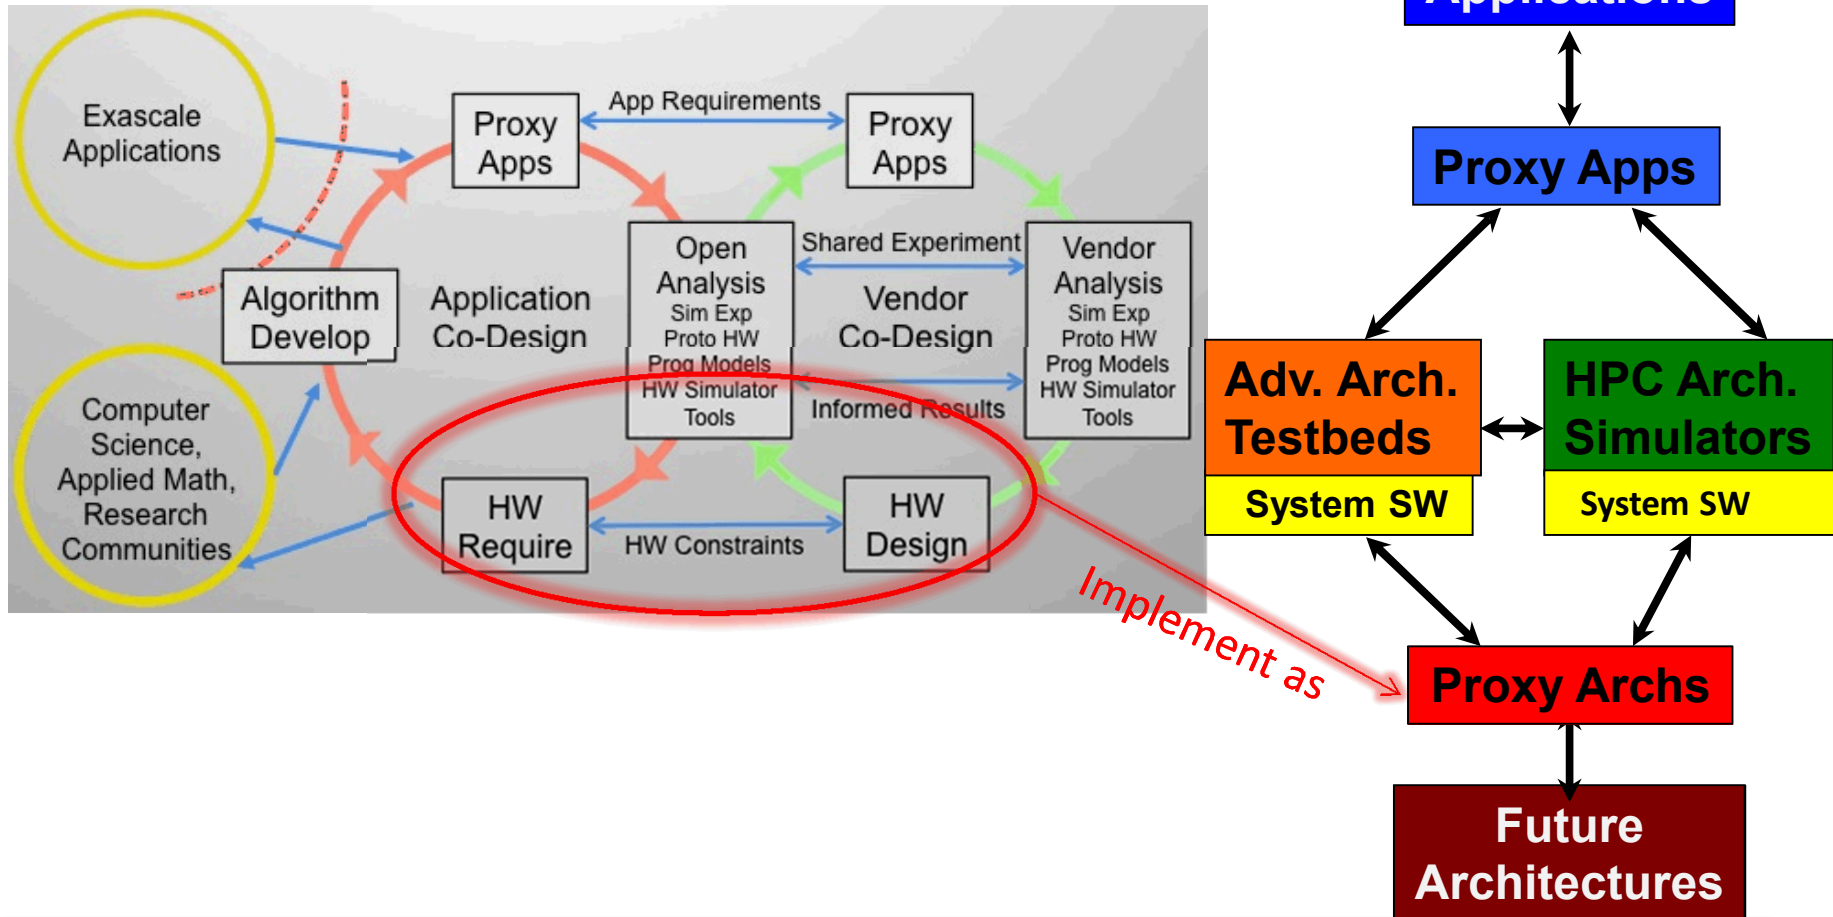 Exascale
Applications
Proxy
Apps
App Requirements
Proxy
Apps
Algorithm
Develop
Application
Co-Design
Open
Analysis
Sim Exp
Proto HW
Prog Models
HW Simulator
Tools
Shared Experiment
Vendor
Co-Design
Informed Results
Vendor
Analysis
Sim Exp
Proto HW
Prog Models
HW Simulator
Tools
Computer
Science,
Applied Math,
Research
Communities
HW
Require
HW Constraints
HW
Design
Implement as
Applications
Proxy Apps
Adv. Arch.
Testbeds
System SW
HPC Arch.
Simulators
System SW
Proxy Archs
Future
Architectures